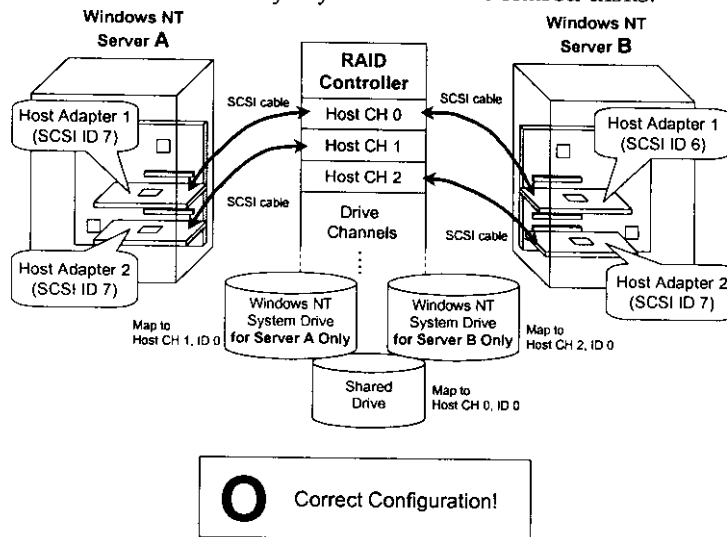 Windows NT
Server A
Windows NT
Server B
RAID
Controller
Host CH 0
Host CH 1
Host CH 2
Drive
Channels
SCSI cable
SCSI cable
SCSI cable
SCSI cable
Host Adapter 1
(SCSI ID 7)
Host Adapter 2
(SCSI ID 7)
Host Adapter 1
(SCSI ID 6)
Host Adapter 2
(SCSI ID 7)
Map to
Host CH 1, ID 0
Windows NT
System Drive
for Server A Only
Windows NT
System Drive
for Server B Only
Map to
Host CH 2, ID 0
Shared
Drive
Map to
Host CH 0, ID 0
O Correct Configuration!